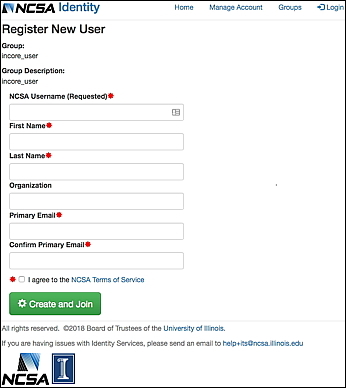 NCSA Identity Home Manage Account Groups Login
Register New User
Group:
incore_user
Group Description:
incore_user
NCSA Username (Requested)*
First Name*
Last Name*
Organization
Primary Email*
Confirm Primary Email*
* I agree to the NCSA Terms of Service
Create and Join
All rights reserved. ©2018 Board of Trustees of the University of Illinois.
If you are having issues with Identity Services, please send an email to help+its@ncsa.illinois.edu
NCSA I